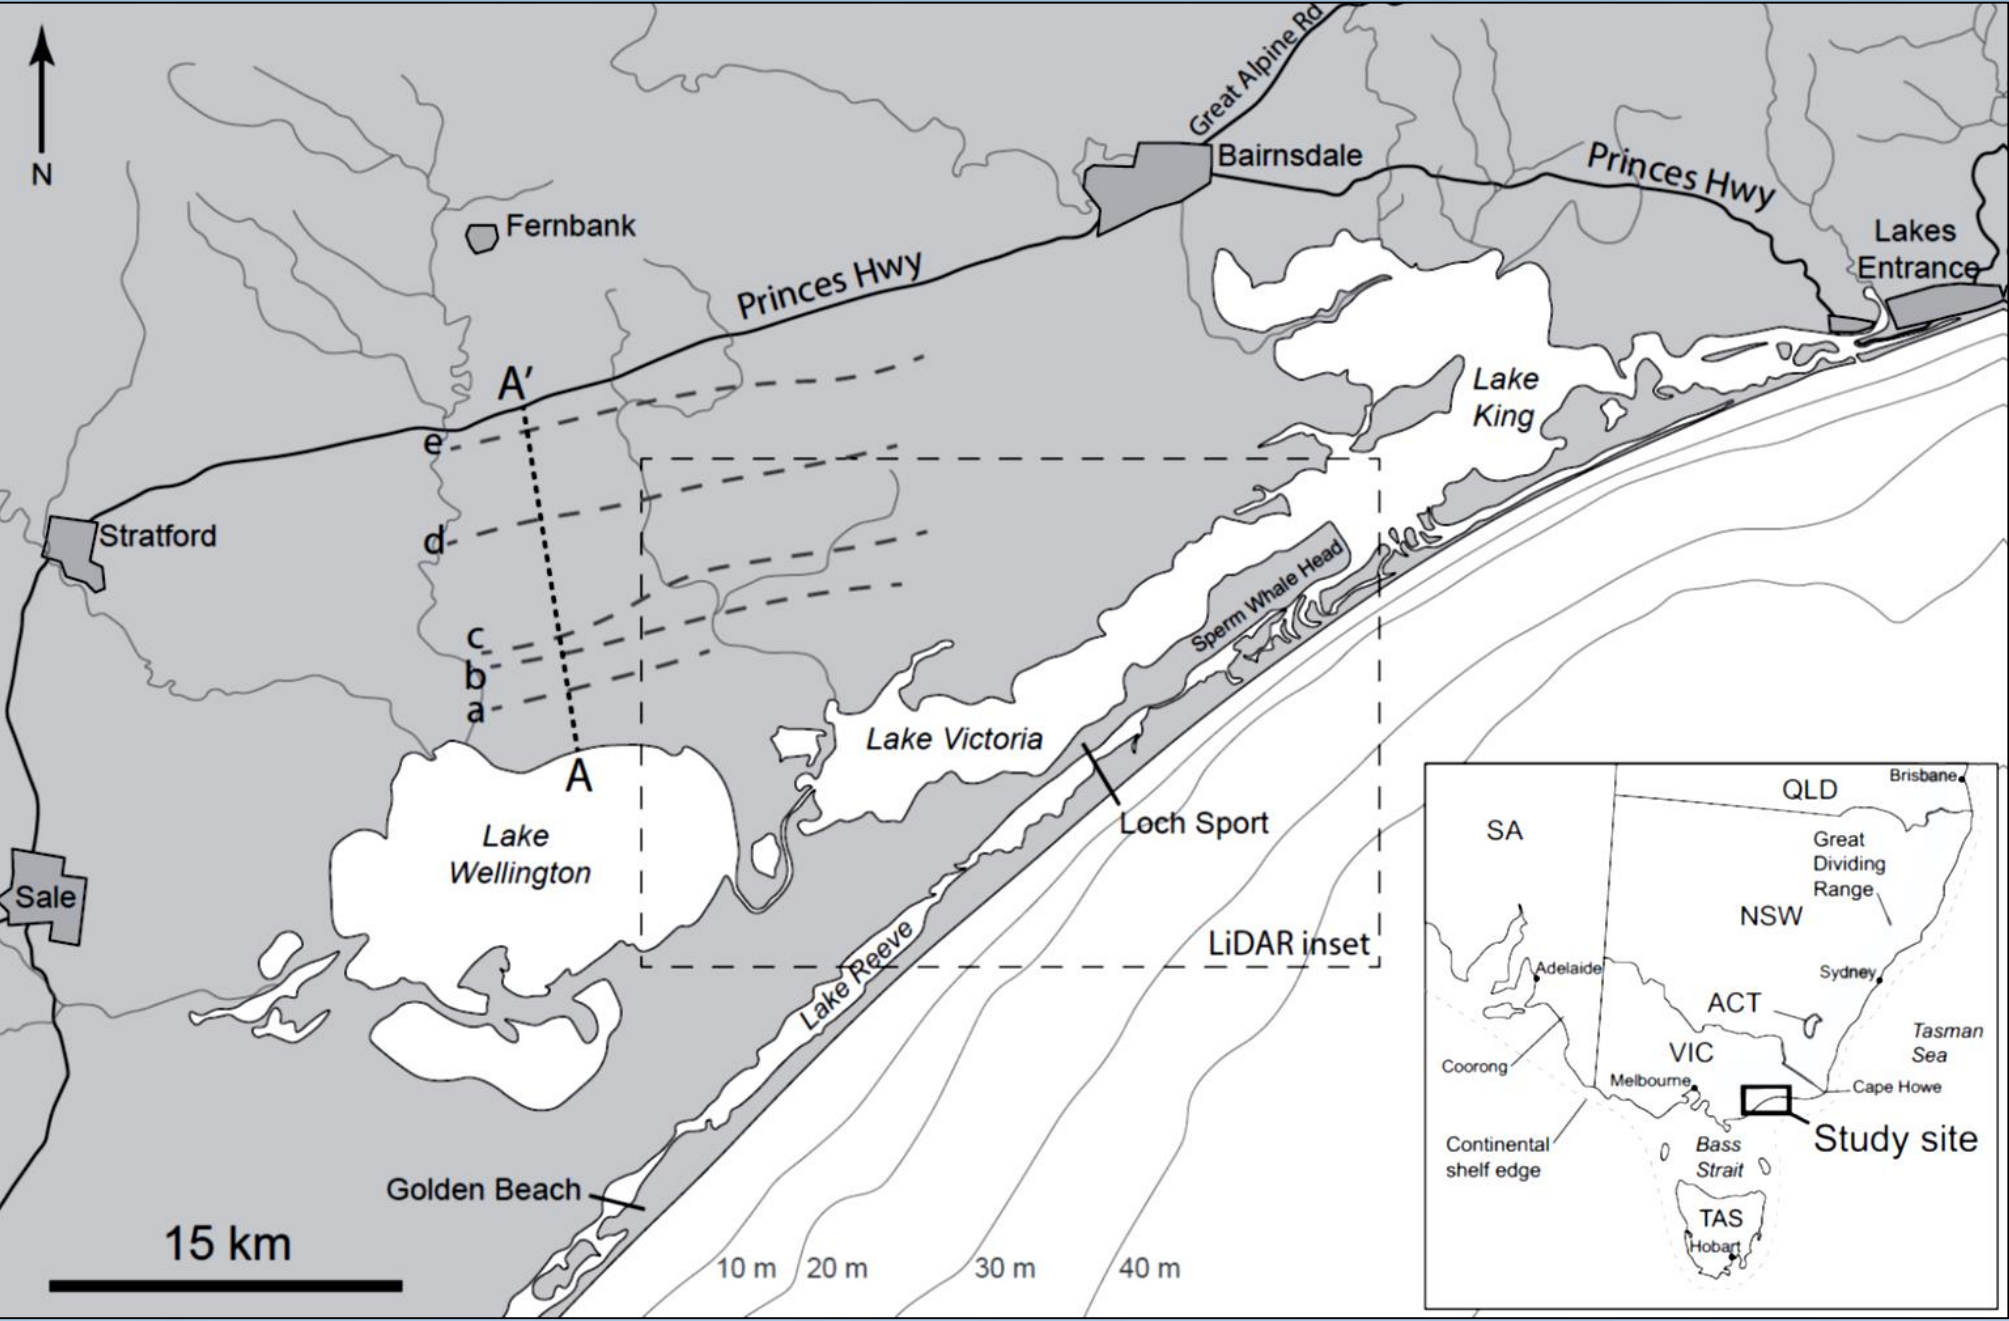 Great Alpine Rd
N
Bairnsdale
Princes Hwy
Fernbank
Lakes
Entrance
Princes Hwy
A′
e
Lake
King
Stratford
d
Sperm Whale Head
c
b
a
Lake Victoria
A
Loch Sport
Lake
Wellington
Sale
LiDAR inset
Lake Reeve
Golden Beach
15 km
10 m
20 m
30 m
40 m
Brisbane
QLD
SA
Great
Dividing
Range
NSW
Adelaide
Sydney
ACT
Tasman
Sea
VIC
Coorong
Melbourne
Cape Howe
Study site
Continental
shelf edge
Bass
Strait
TAS
Hobart